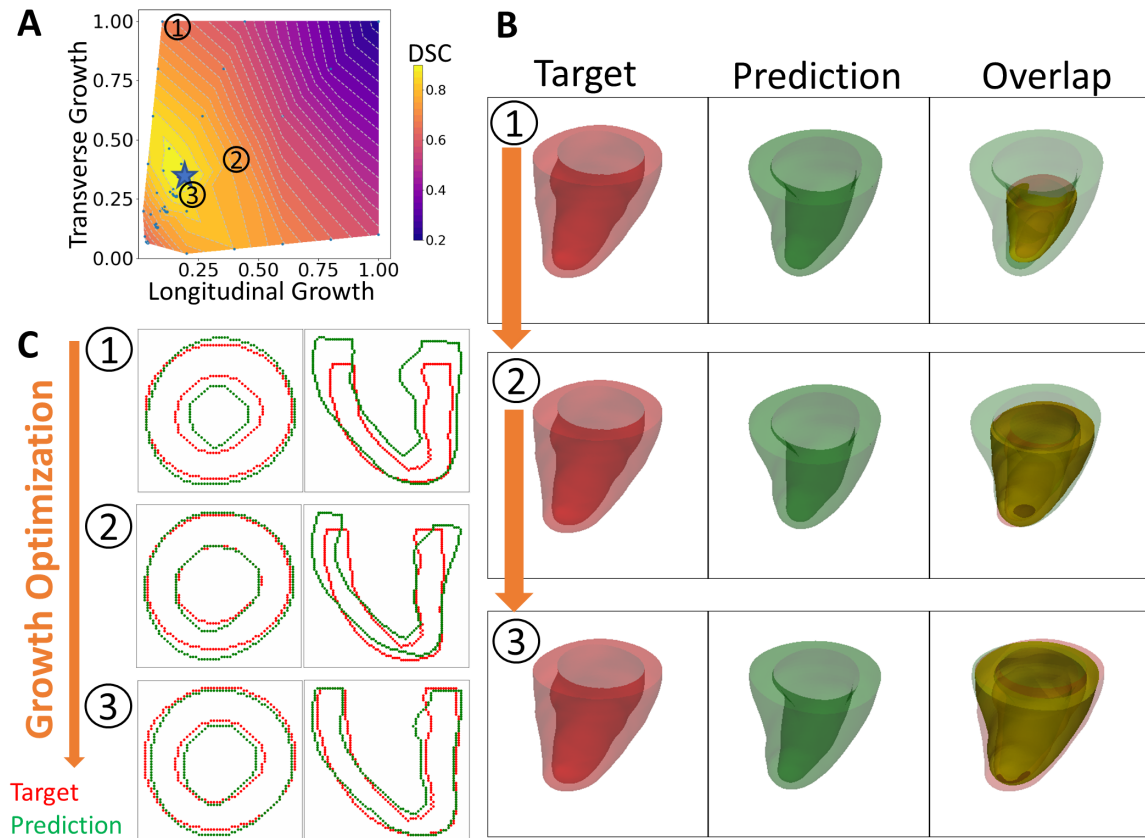 A
Transverse Growth
1.00
0.75
0.50
0.25
0.00
0.25
0.50
0.75
1.00
Longitudinal Growth
①
②
③
DSC
0.8
0.6
0.4
0.2
B
Target
Prediction
Overlap
①
②
③
C
Growth Optimization
①
②
③
Target
Prediction